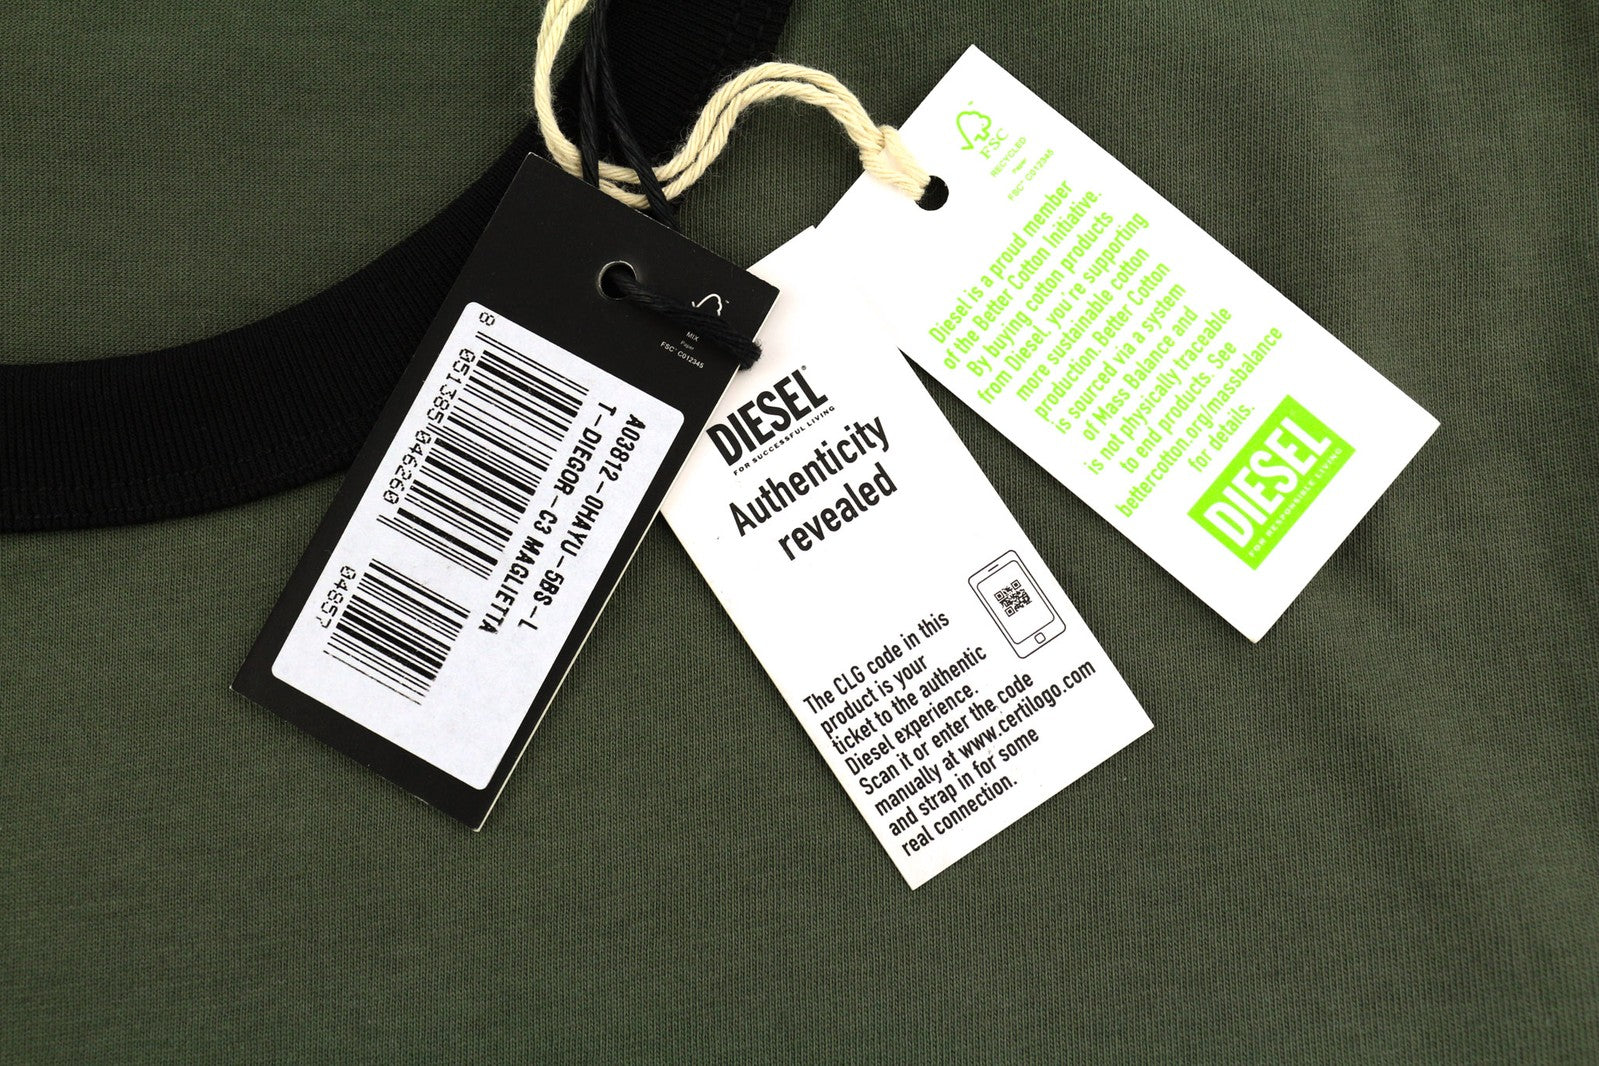 MIX
Paper
FSC™ C012345
A03812-0HAYU-5BS-L
T-DIEGOR-C3 MAGLIETTA
8
051385
046260
04857
DIESEL®
FOR SUCCESSFUL LIVING
Authenticity
revealed
The CLG code in this
product is your
ticket to the authentic
Diesel experience.
Scan it or enter the code
manually at www.certilogo.com
and strap in for some
real connection.
FSC
RECYCLED
Paper
FSC™ C012345
Diesel is a proud member
of the Better Cotton Initiative.
By buying cotton products
from Diesel, you're supporting
more sustainable cotton
production. Better Cotton
is sourced via a system
of Mass Balance and
is not physically traceable
to end products. See
bettercotton.org/massbalance
for details.
DIESEL
FOR RESPONSIBLE LIVING